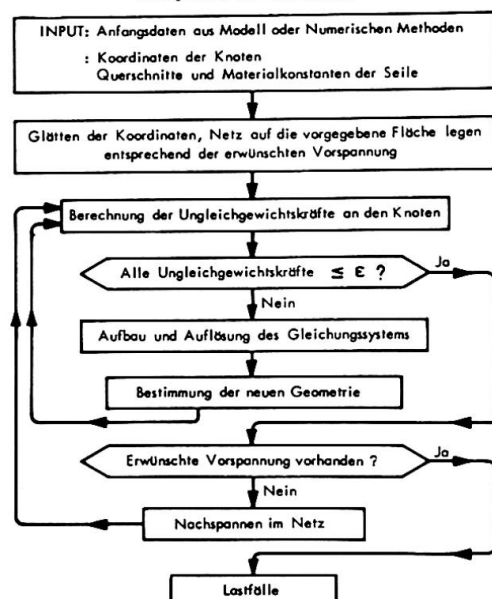 INPUT: Anfangsdaten aus Modell oder Numerischen Methoden
: Koordinaten der Knoten
Querschnitte und Materialkonstanten der Seile
Glätten der Koordinaten, Netz auf die vorgegebene Fläche legen
entsprechend der erwünschten Vorspannung
Berechnung der Ungleichgewichtskräfte an den Knoten
Alle Ungleichgewichtskräfte ≤ ε ?
Ja
Nein
Aufbau und Auflösung des Gleichungssystems
Bestimmung der neuen Geometrie
Erwünschte Vorspannung vorhanden ?
Ja
Nein
Nachspannen im Netz
Lastfälle